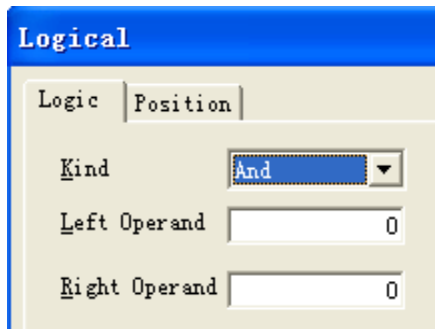 Logical
Logic Position
Kind And
Left Operand 0
Right Operand 0